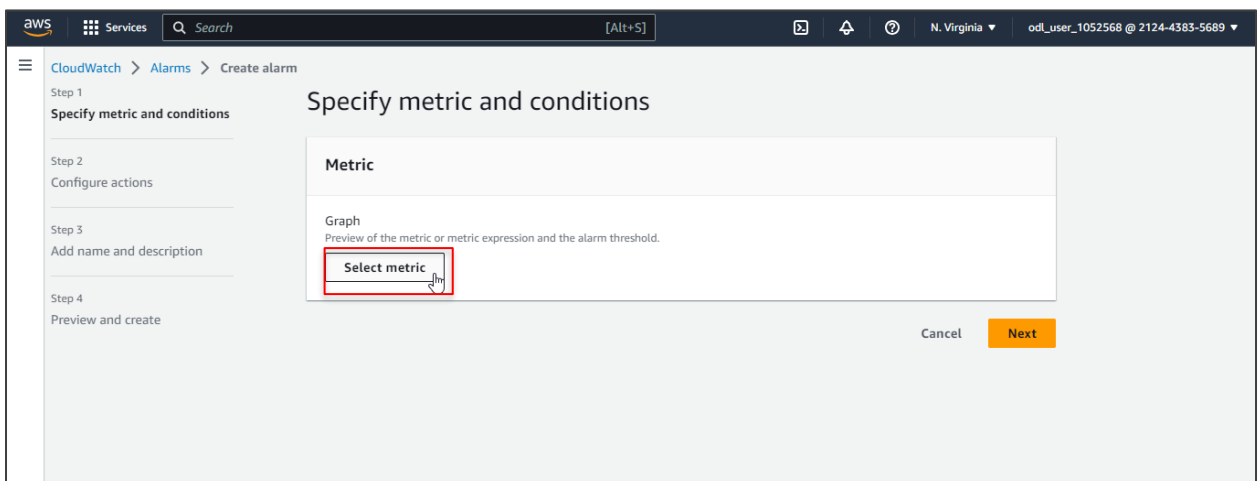 aws Services Search [Alt+S] N. Virginia odl_user_1052568 @ 2124-4383-5689
CloudWatch > Alarms > Create alarm
Step 1
Specify metric and conditions
Step 2
Configure actions
Step 3
Add name and description
Step 4
Preview and create
Specify metric and conditions
Metric
Graph
Preview of the metric or metric expression and the alarm threshold.
Select metric
Cancel Next